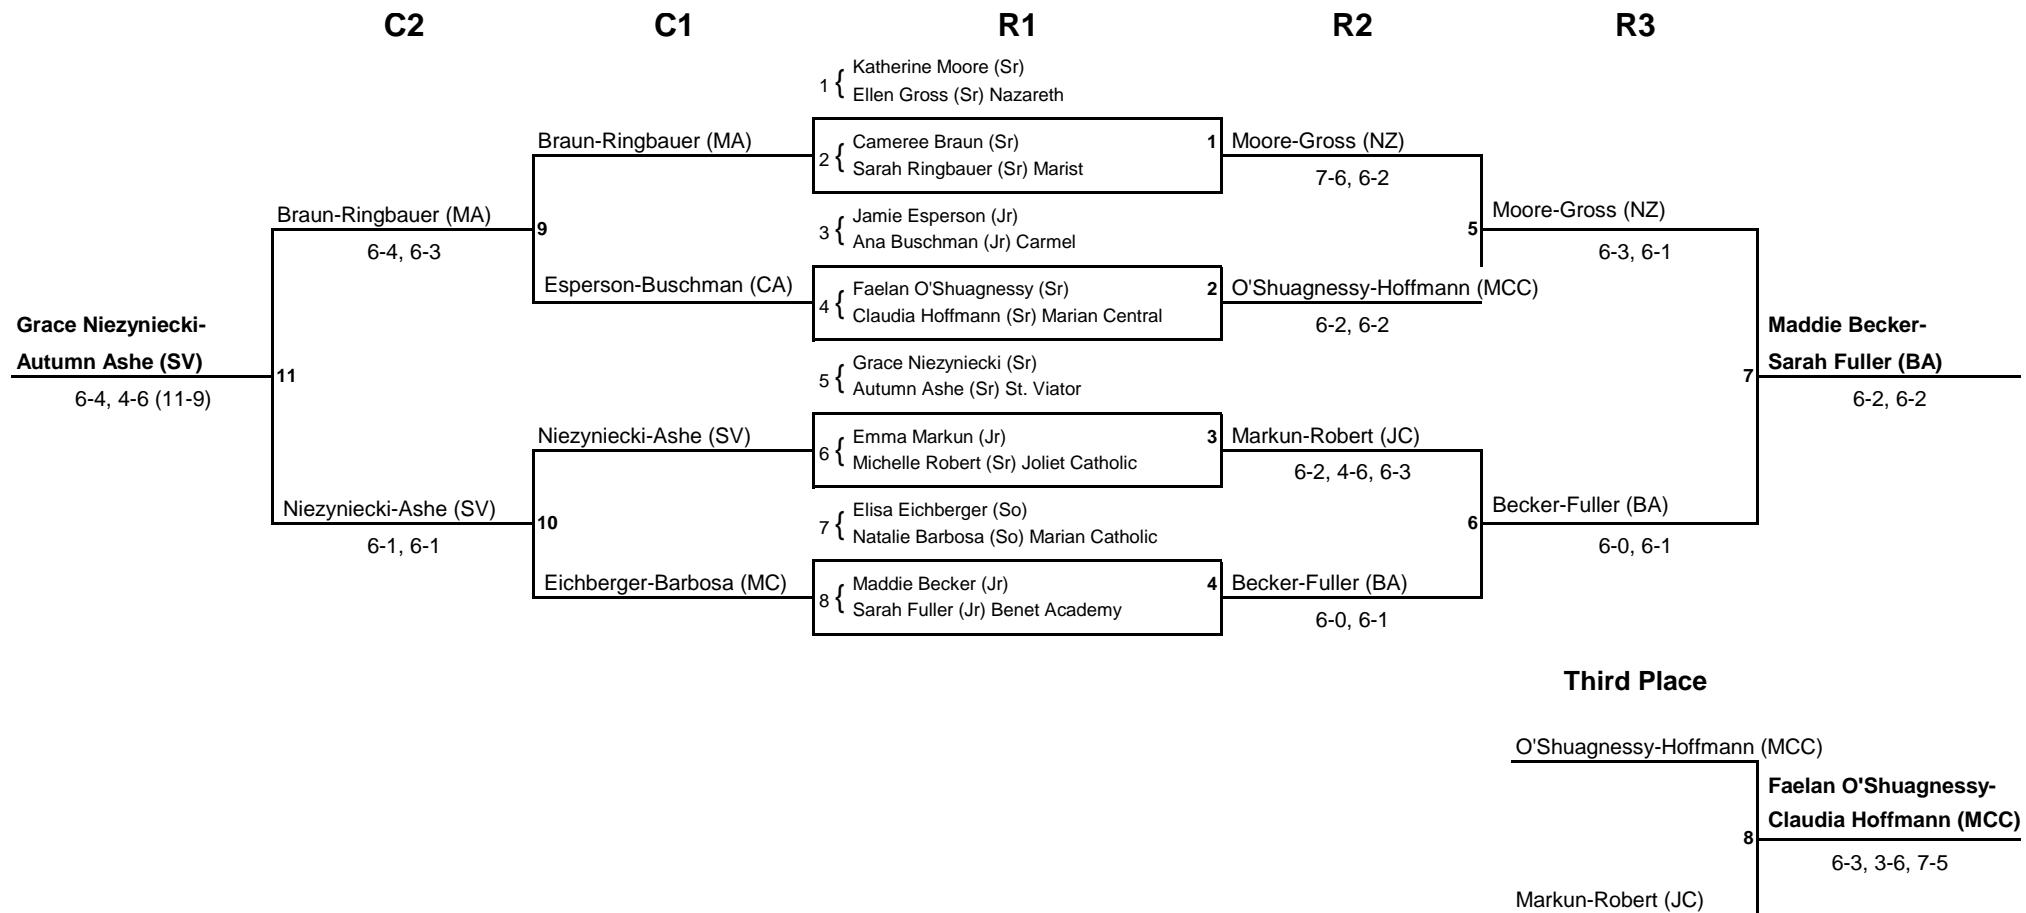 C2 C1 R1 R2 R3
1 { Katherine Moore (Sr)
Ellen Gross (Sr) Nazareth
Braun-Ringbauer (MA)
2 { Cameree Braun (Sr)
Sarah Ringbauer (Sr) Marist
1 Moore-Gross (NZ)
7-6, 6-2
Braun-Ringbauer (MA)
6-4, 6-3
9
3 { Jamie Esperson (Jr)
Ana Buschman (Jr) Carmel
5 Moore-Gross (NZ)
6-3, 6-1
Esperson-Buschman (CA)
4 { Faelan O'Shuagnessy (Sr)
Claudia Hoffmann (Sr) Marian Central
2 O'Shuagnessy-Hoffmann (MCC)
6-2, 6-2
Grace Niezyniecki-
Autumn Ashe (SV)
6-4, 4-6 (11-9)
11
5 { Grace Niezyniecki (Sr)
Autumn Ashe (Sr) St. Viator
7 Maddie Becker-
Sarah Fuller (BA)
6-2, 6-2
Niezyniecki-Ashe (SV)
6 { Emma Markun (Jr)
Michelle Robert (Sr) Joliet Catholic
3 Markun-Robert (JC)
6-2, 4-6, 6-3
Niezyniecki-Ashe (SV)
6-1, 6-1
10
7 { Elisa Eichberger (So)
Natalie Barbosa (So) Marian Catholic
6 Becker-Fuller (BA)
6-0, 6-1
Eichberger-Barbosa (MC)
8 { Maddie Becker (Jr)
Sarah Fuller (Jr) Benet Academy
4 Becker-Fuller (BA)
6-0, 6-1
Third Place
O'Shuagnessy-Hoffmann (MCC)
Faelan O'Shuagnessy-
Claudia Hoffmann (MCC)
8
6-3, 3-6, 7-5
Markun-Robert (JC)